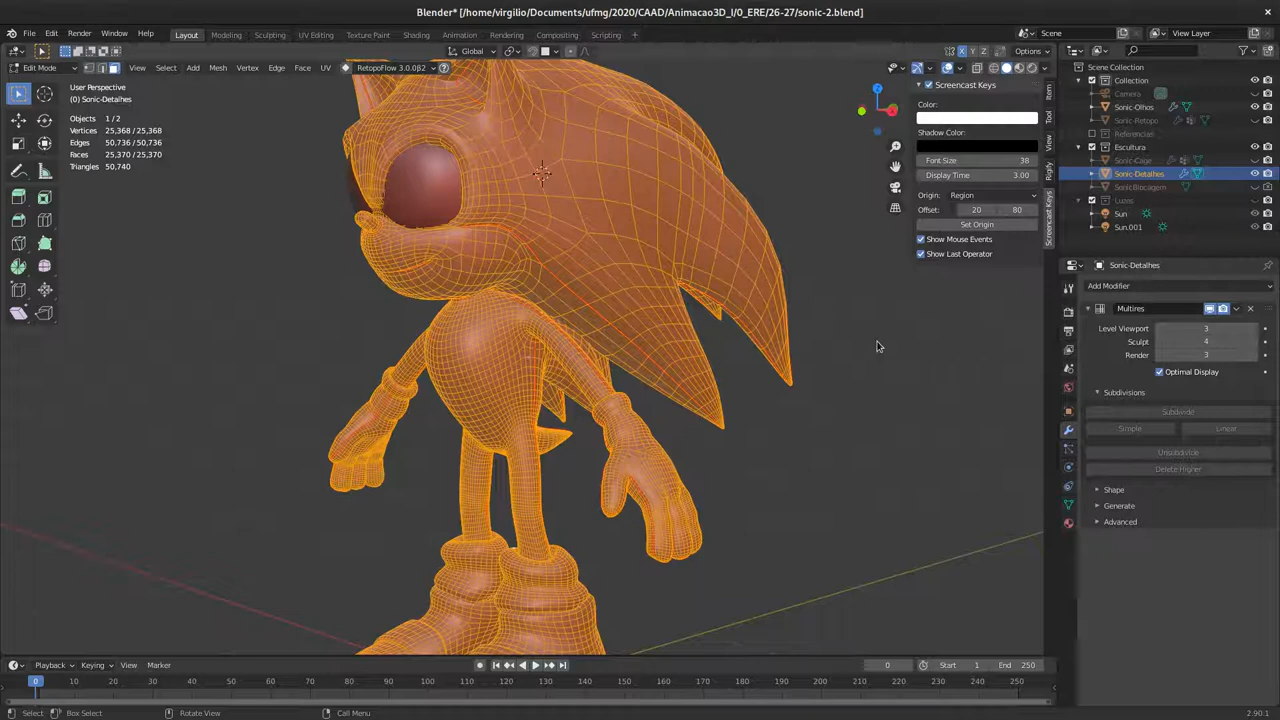 Blender* [/home/virgilio/Documents/ufmg/2020/CAAD/Animacao3D_I/0_ERE/26-27/sonic-2.blend]
File Edit Render Window Help Layout Modeling Sculpting UV Editing Texture Paint Shading Animation Rendering Compositing Scripting + Scene View Layer
Global Options
Edit Mode View Select Add Mesh Vertex Edge Face UV RetopoFlow 3.0.0β2
X Y Z
User Perspective
(0) Sonic-Detalhes
Objects 1 / 2
Vertices 25,368 / 25,368
Edges 50,736 / 50,736
Faces 25,370 / 25,370
Triangles 50,740
Z
Screencast Keys
Color:
Shadow Color:
Font Size 38
Display Time 3.00
Origin: Region
Offset: 20 80
Set Origin
Show Mouse Events
Show Last Operator
Item
Tool
View
Rigify
Screencast Keys
Scene Collection
Collection
Camera
Sonic-Olhos
Sonic-Retopo
Referencias
Escultura
Sonic-Cage
Sonic-Detalhes
SonicBlocagem
Luzes
Sun
Sun.001
Sonic-Detalhes
Add Modifier
Multires
Level Viewport 3
Sculpt 4
Render 3
Optimal Display
Subdivisions
Subdivide
Simple Linear
Unsubdivide
Delete Higher
Shape
Generate
Advanced
Playback Keying View Marker 0 Start 1 End 250
0 10 20 30 40 50 60 70 80 90 100 110 120 130 140 150 160 170 180 190 200 210 220 230 240 250
Select Box Select Rotate View Call Menu 2.90.1